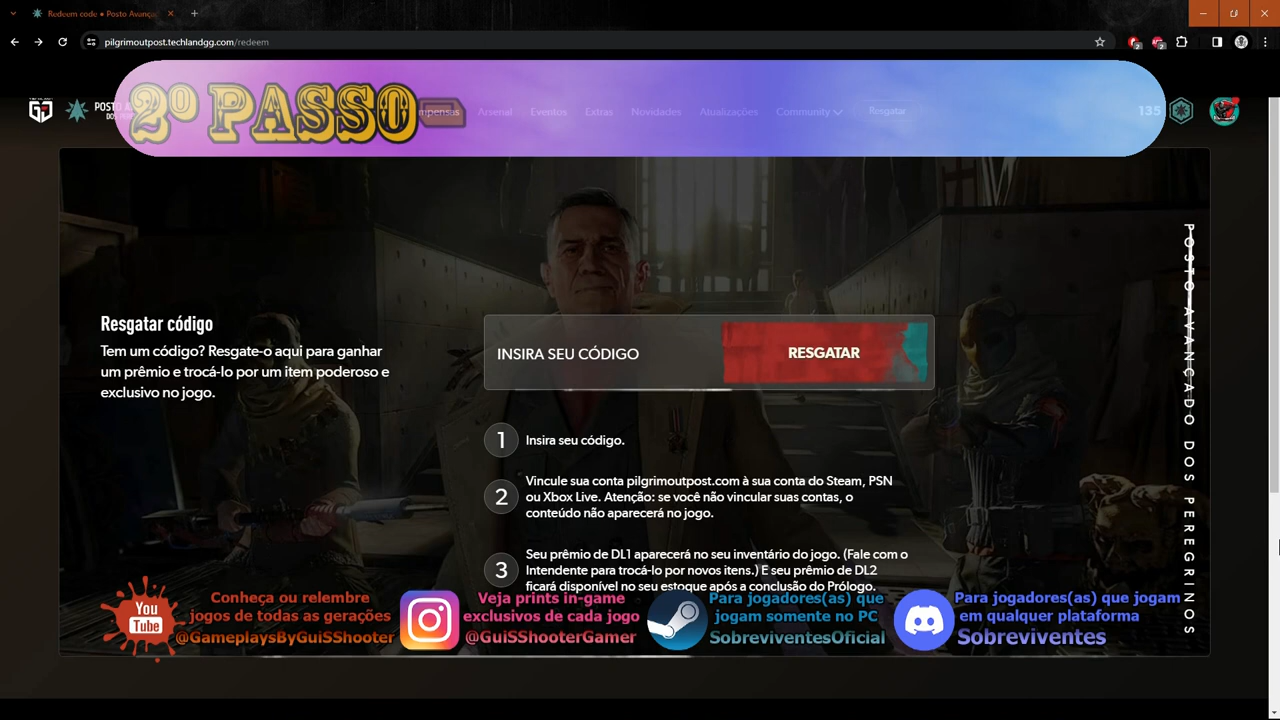 Redeem code • Posto Avanç
pilgrimoutpost.techlandgg.com/redeem
2º PASSO
mpensas
Arsenal
Eventos
Extras
Novidades
Atualizações
Community
Resgatar
135
Resgatar código
Tem um código? Resgate-o aqui para ganhar
um prêmio e trocá-lo por um item poderoso e
exclusivo no jogo.
INSIRA SEU CÓDIGO
RESGATAR
1 Insira seu código.
2 Vincule sua conta pilgrimoutpost.com à sua conta do Steam, PSN
ou Xbox Live. Atenção: se você não vincular suas contas, o
conteúdo não aparecerá no jogo.
3 Seu prêmio de DL1 aparecerá no seu inventário do jogo. (Fale com o
Intendente para trocá-lo por novos itens.) E seu prêmio de DL2
ficará disponível no seu estoque após a conclusão do Prólogo.
POSTO AVANÇADO DOS PEREGRINOS
You
Tube
Conheça ou relembre
jogos de todas as gerações
@GameplaysByGuiSShooter
Veja prints in-game
exclusivos de cada jogo
@GuiSShooterGamer
Para jogadores(as) que
jogam somente no PC
SobreviventesOficial
Para jogadores(as) que jogam
em qualquer plataforma
Sobreviventes